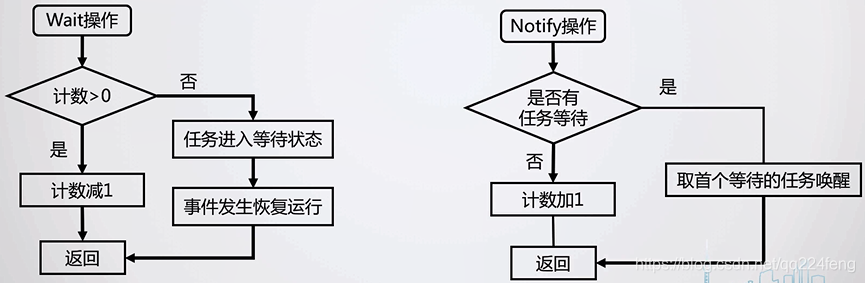 Wait操作
计数>0
否
是
任务进入等待状态
计数减1
事件发生恢复运行
返回
Notify操作
是否有
任务等待
是
否
取首个等待的任务唤醒
计数加1
返回
https://blog.csdn.net/qq224feng